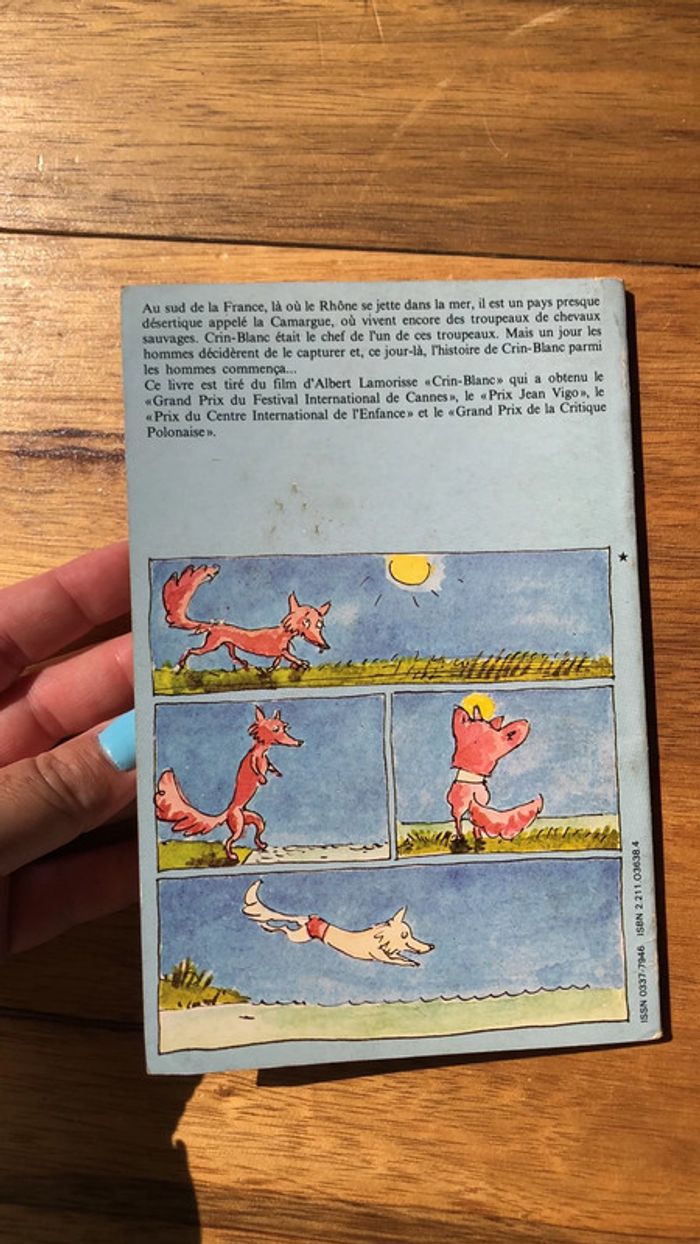 Au sud de la France, là où le Rhône se jette dans la mer, il est un pays presque
désertique appelé la Camargue, où vivent encore des troupeaux de chevaux
sauvages. Crin-Blanc était le chef de l'un de ces troupeaux. Mais un jour les
hommes décidèrent de le capturer et, ce jour-là, l'histoire de Crin-Blanc parmi
les hommes commença...
Ce livre est tiré du film d'Albert Lamorisse «Crin-Blanc» qui a obtenu le
«Grand Prix du Festival International de Cannes», le «Prix Jean Vigo», le
«Prix du Centre International de l'Enfance» et le «Grand Prix de la Critique
Polonaise».
ISSN 0337-7946 ISBN 2.211.03638.4